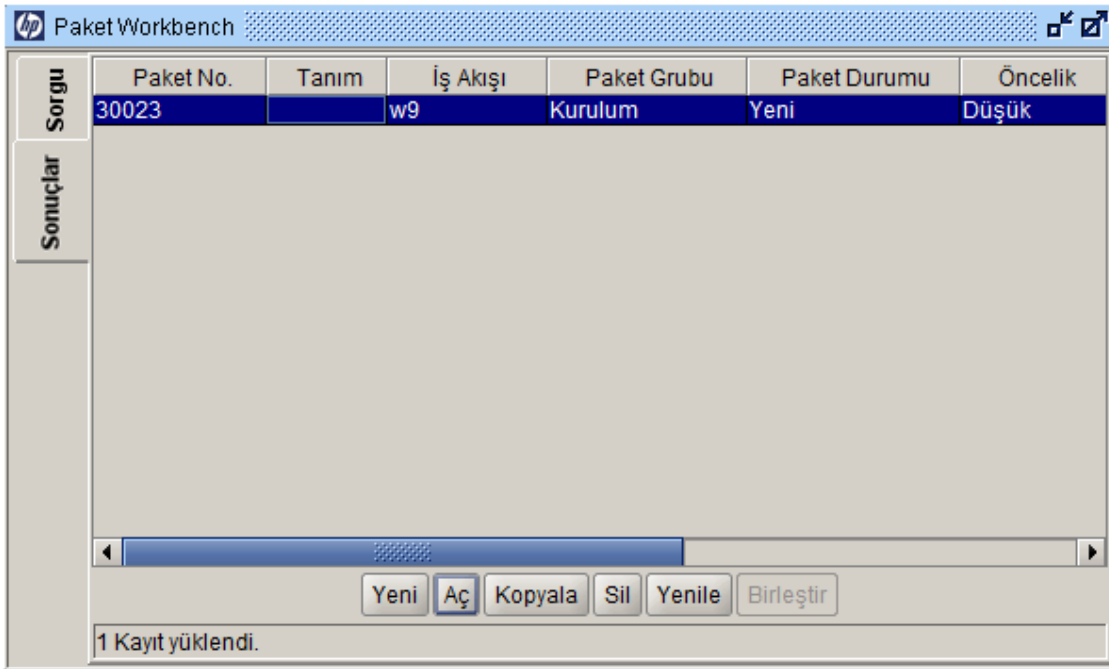 hp Paket Workbench
Sorgu
Sonuçlar
Paket No. Tanım İş Akışı Paket Grubu Paket Durumu Öncelik
30023 w9 Kurulum Yeni Düşük
Yeni Aç Kopyala Sil Yenile Birleştir
1 Kayıt yüklendi.